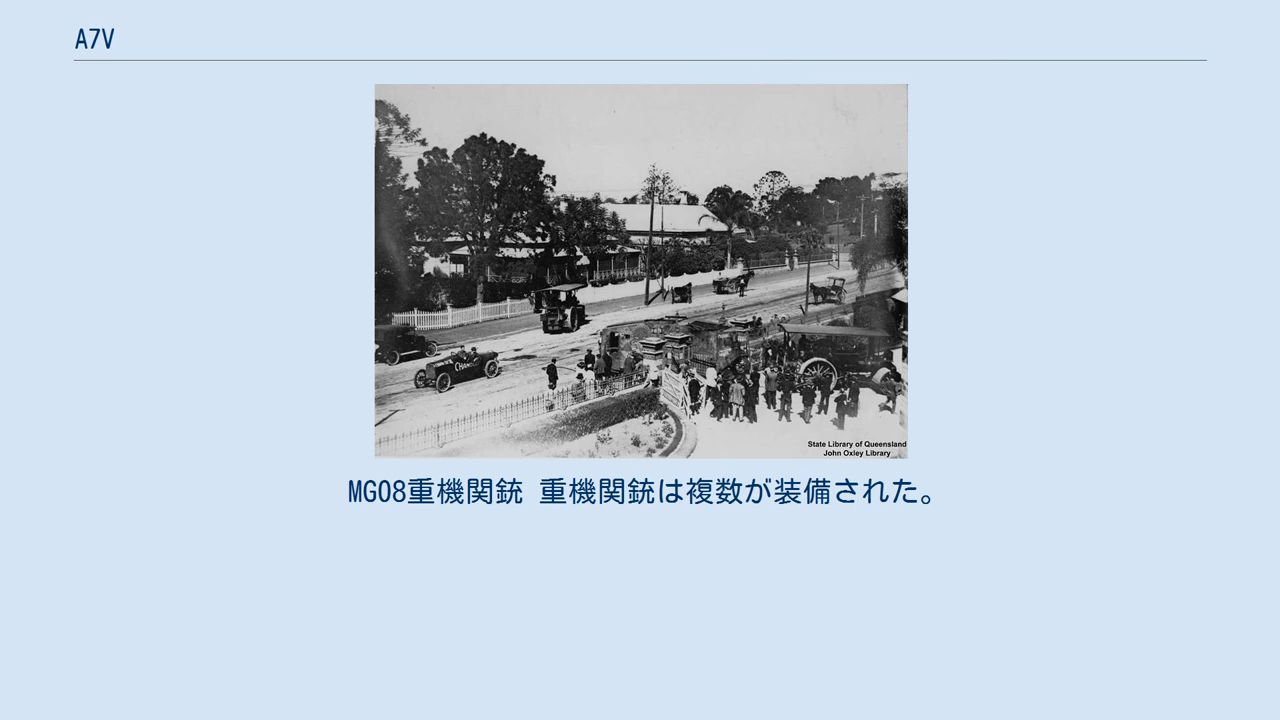 A7V
CHAN
State Library of Queensland
John Oxley Library
MG08重機関銃 重機関銃は複数が装備された。